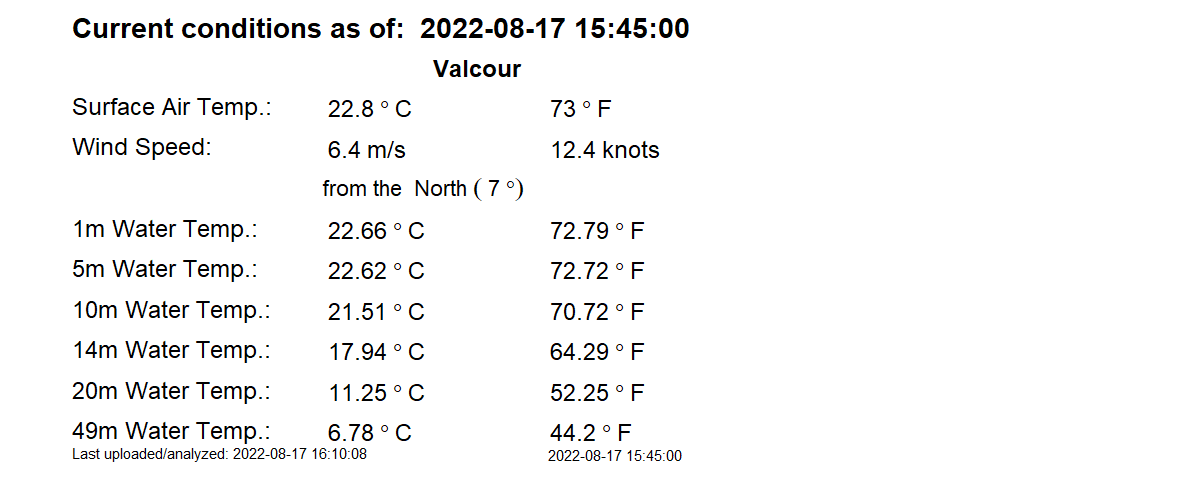 Current conditions as of: 2022-08-17 15:45:00
Valcour
Surface Air Temp.: 22.8 ° C 73 ° F
Wind Speed: 6.4 m/s 12.4 knots
from the North ( 7 °)
1m Water Temp.: 22.66 ° C 72.79 ° F
5m Water Temp.: 22.62 ° C 72.72 ° F
10m Water Temp.: 21.51 ° C 70.72 ° F
14m Water Temp.: 17.94 ° C 64.29 ° F
20m Water Temp.: 11.25 ° C 52.25 ° F
49m Water Temp.: 6.78 ° C 44.2 ° F
Last uploaded/analyzed: 2022-08-17 16:10:08 2022-08-17 15:45:00